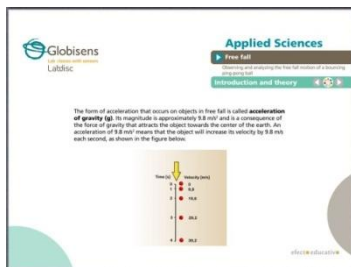 Globisens
Labdisc
Applied Sciences
Free fall
Observing and analyzing the free fall motion of a bouncing
ping pong ball
Introduction and theory
The form of acceleration that occurs on objects in free fall is called acceleration
of gravity (g). Its magnitude is approximately 9.8 m/s² and is a consequence of
the force of gravity that attracts the object towards the center of the earth. An
acceleration of 9.8 m/s² means that the object will increase its velocity by 9.8 m/s
each second, as shown in the figure below.
Time [s] Velocity [m/s]
0 0
1 9,8
2 19,6
3 29,2
4 39,2
efectoeducativo